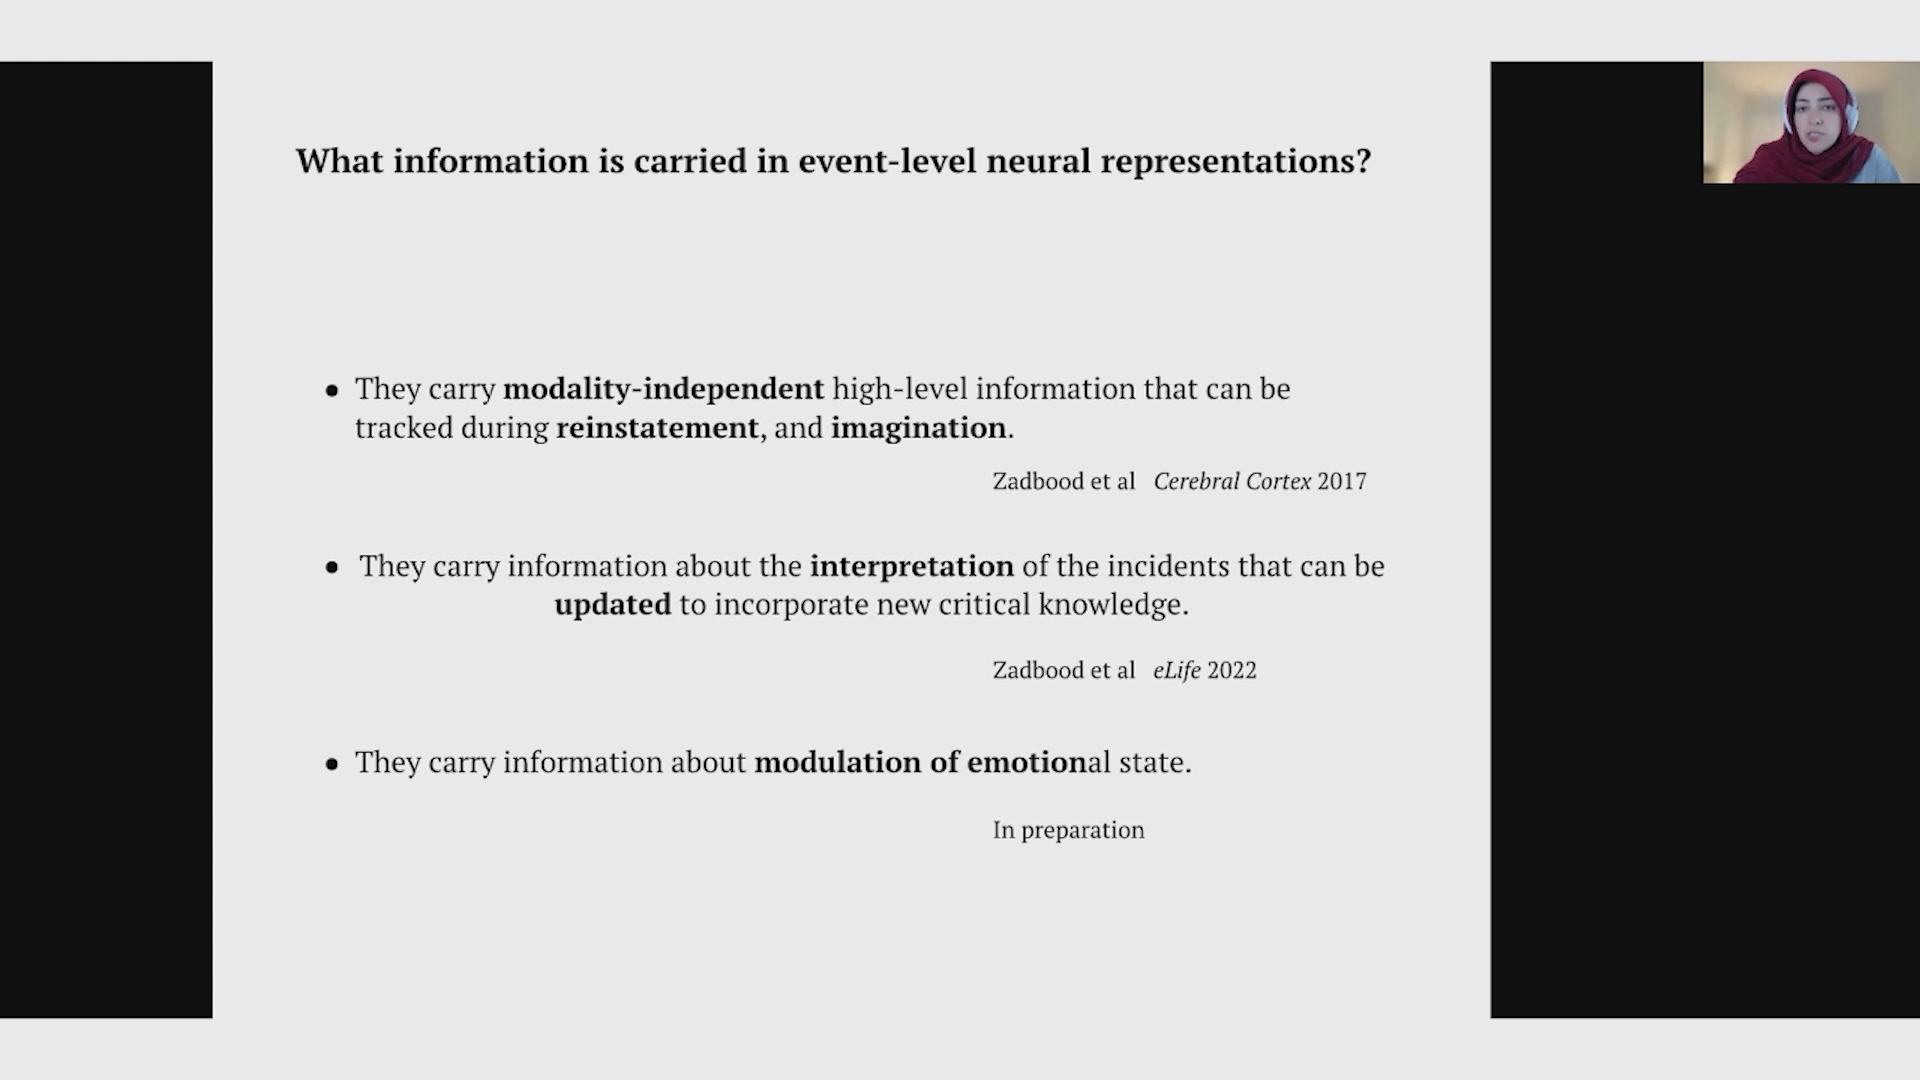 What information is carried in event-level neural representations?
• They carry modality-independent high-level information that can be
tracked during reinstatement, and imagination.
Zadbood et al Cerebral Cortex 2017
• They carry information about the interpretation of the incidents that can be
updated to incorporate new critical knowledge.
Zadbood et al eLife 2022
• They carry information about modulation of emotional state.
In preparation